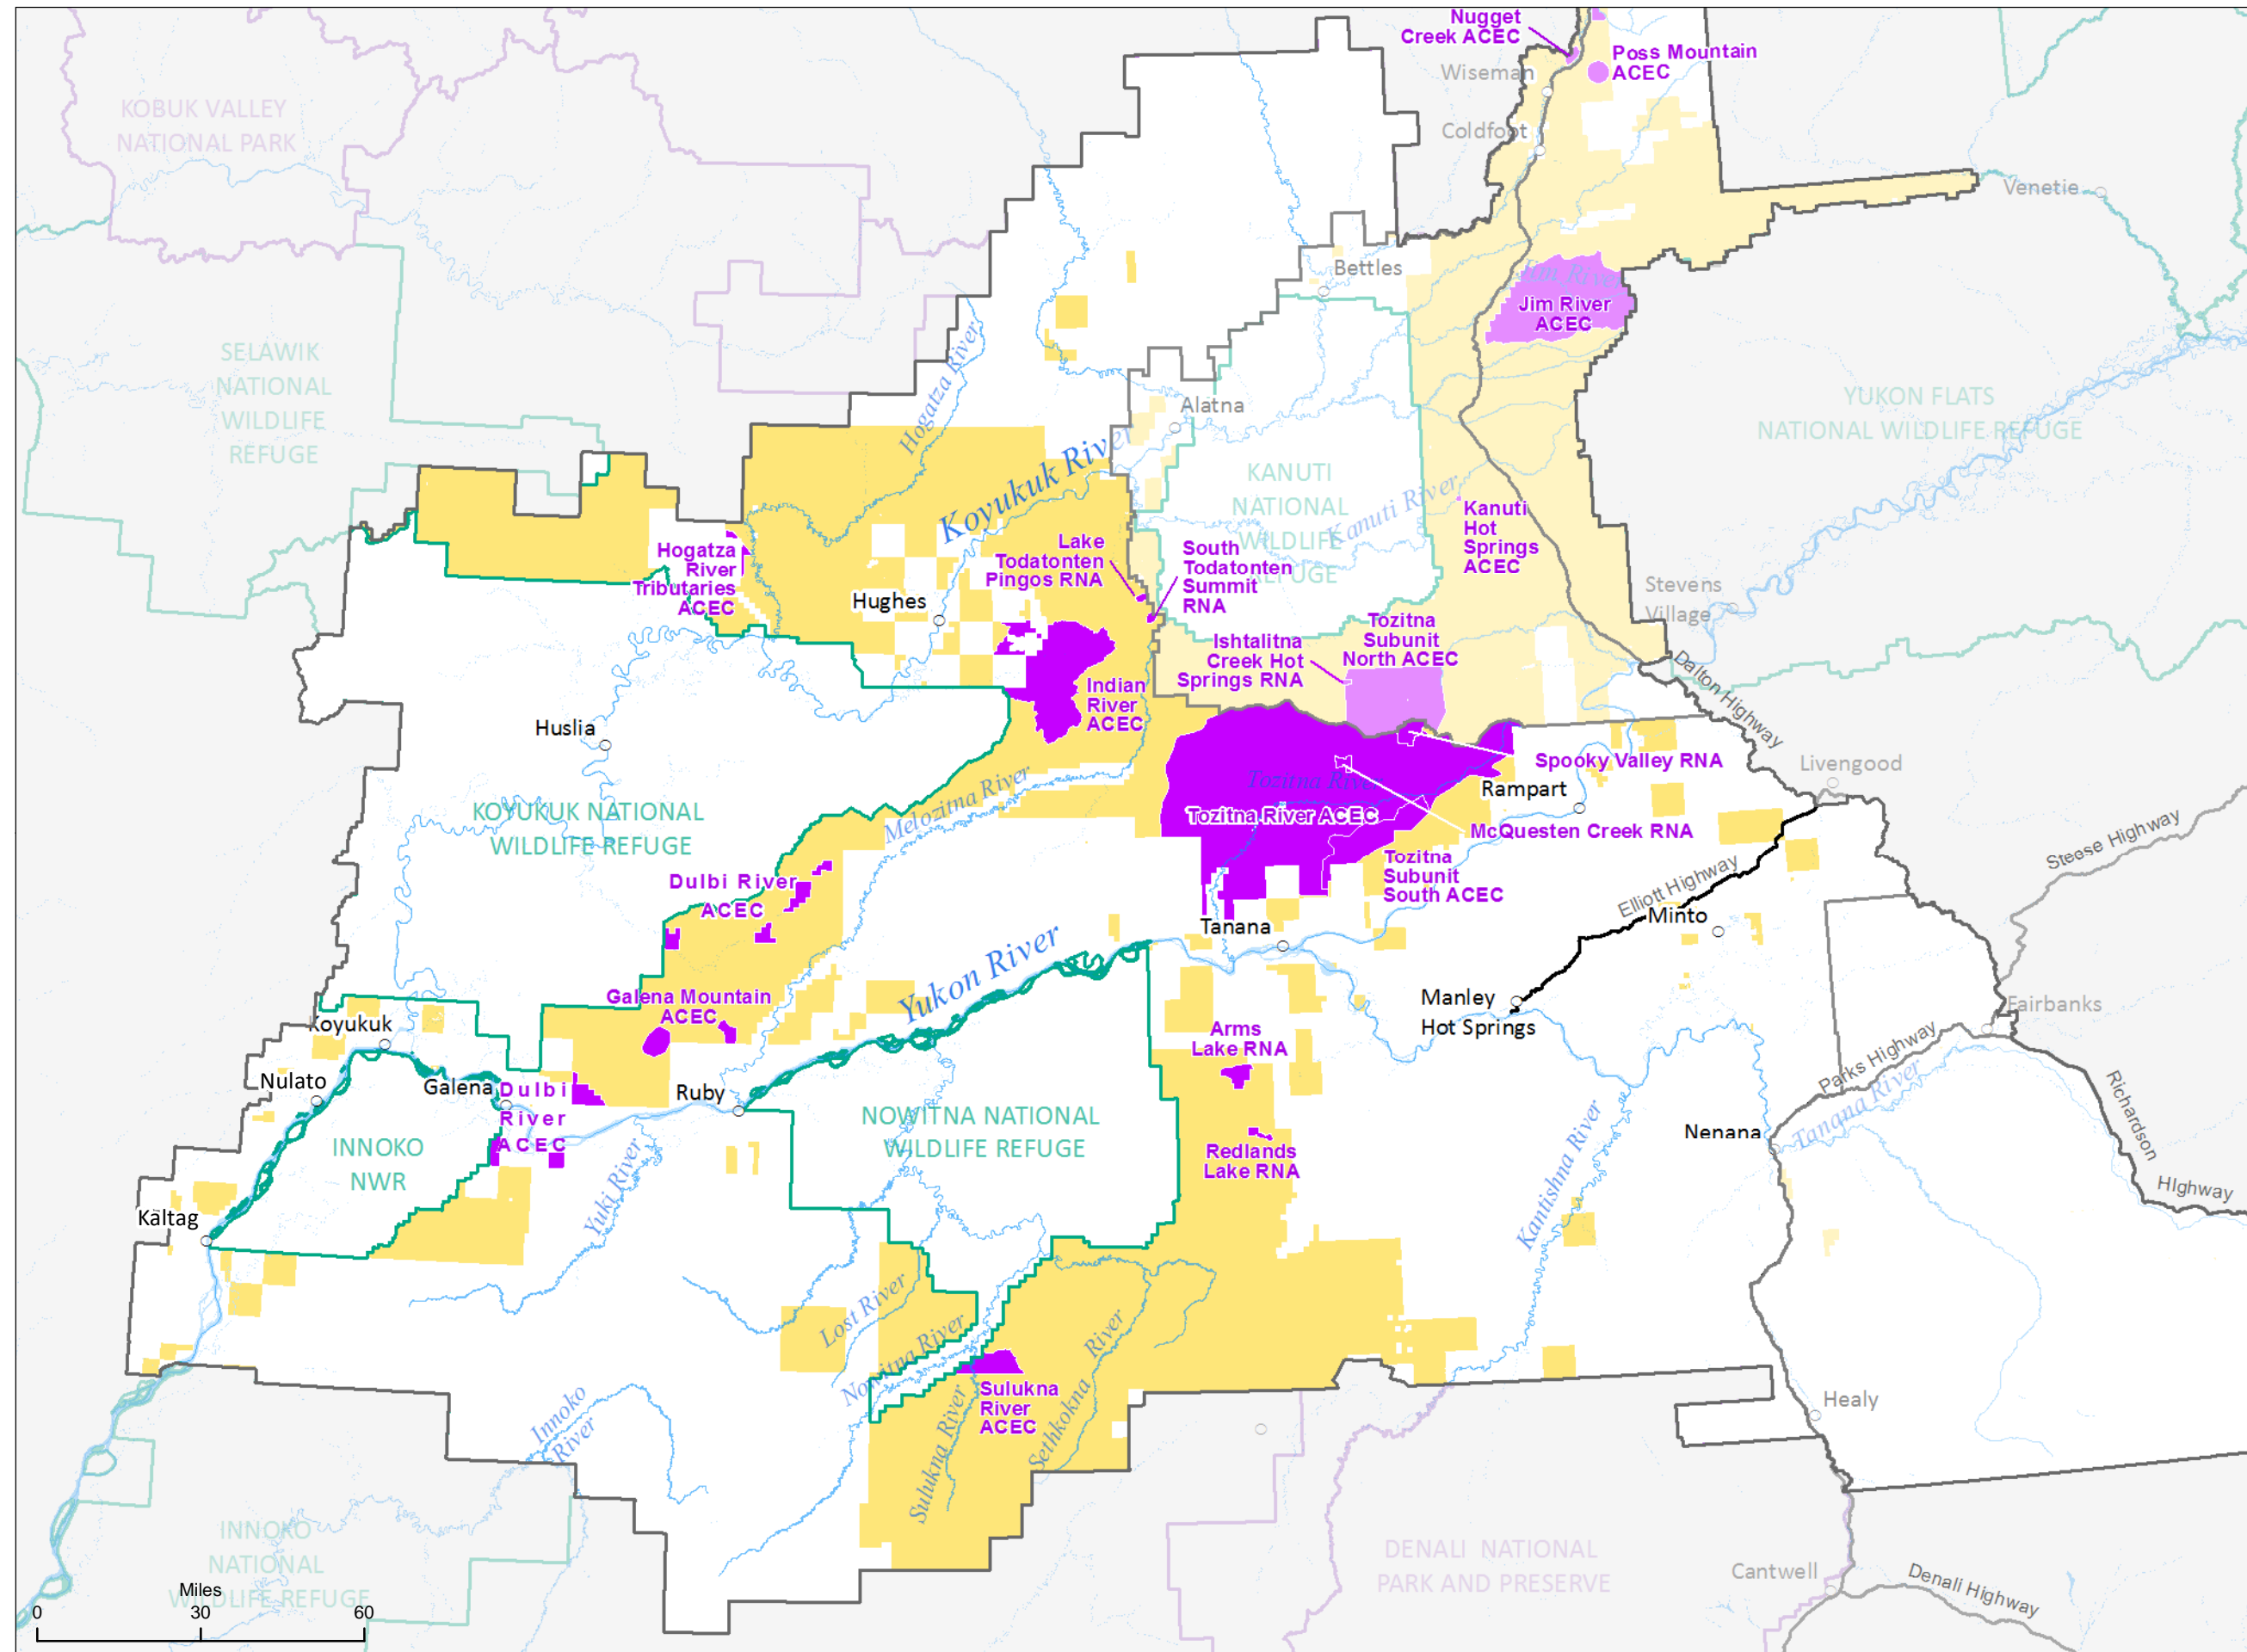 Nugget
Creek ACEC
Poss Mountain
ACEC
Wiseman
Coldfoot
KOBUK VALLEY
NATIONAL PARK
Venetie
Bettles
Jim River
Jim River
ACEC
SELAWIK
NATIONAL
WILDLIFE
REFUGE
Hogatza River
Alatna
YUKON FLATS
NATIONAL WILDLIFE REFUGE
Koyukuk River
KANUTI
NATIONAL
WILDLIFE
REFUGE
Kanuti River
Kanuti
Hot
Springs
ACEC
Hogatza
River
Tributaries
ACEC
Lake
Todatonten
Pingos RNA
South
Todatonten
Summit
RNA
Hughes
Stevens
Village
Ishtalitna
Creek Hot
Springs RNA
Tozitna
Subunit
North ACEC
Indian
River
ACEC
Dalton Highway
Huslia
Spooky Valley RNA
Livengood
Tozitna River
Rampart
Melozitna River
KOYUKUK NATIONAL
WILDLIFE REFUGE
Tozitna River ACEC
McQuesten Creek RNA
Steese Highway
Tozitna
Subunit
South ACEC
Elliott Highway
Dulbi River
ACEC
Minto
Tanana
Yukon River
Galena Mountain
ACEC
Manley
Hot Springs
Fairbanks
Koyukuk
Arms
Lake RNA
Parks Highway
Tanana River
Richardson
HIghway
Nulato
Galena
Dulbi
River
ACEC
Ruby
NOWITNA NATIONAL
WILDLIFE REFUGE
Nenana
INNOKO
NWR
Redlands
Lake RNA
Yuki River
Kantishna River
Kaltag
Lost River
Nowitna River
Sulukna
River
ACEC
Sulukna River
Sethkokna River
Innoko
River
Healy
INNOKO
NATIONAL
WILDLIFE REFUGE
DENALI NATIONAL
PARK AND PRESERVE
Cantwell
Denali Highway
Miles
0 30 60